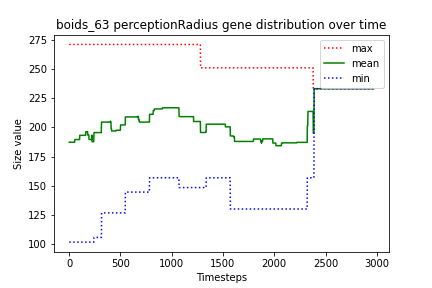 boids_63 perceptionRadius gene distribution over time
275
250
225
200
175
150
125
100
Size value
max
mean
min
0
500
1000
1500
2000
2500
3000
Timesteps